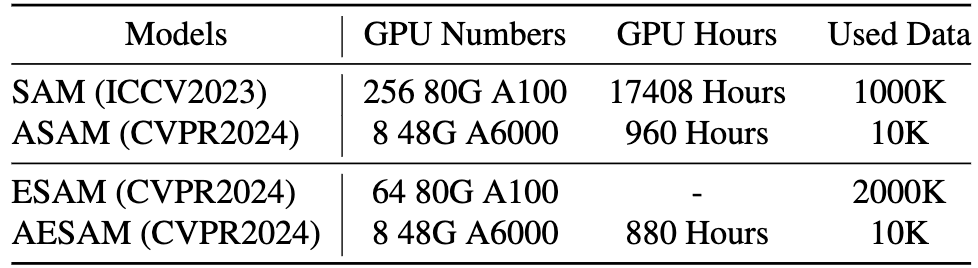 Models GPU Numbers GPU Hours Used Data
SAM (ICCV2023) 256 80G A100 17408 Hours 1000K
ASAM (CVPR2024) 8 48G A6000 960 Hours 10K
ESAM (CVPR2024) 64 80G A100 - 2000K
AESAM (CVPR2024) 8 48G A6000 880 Hours 10K